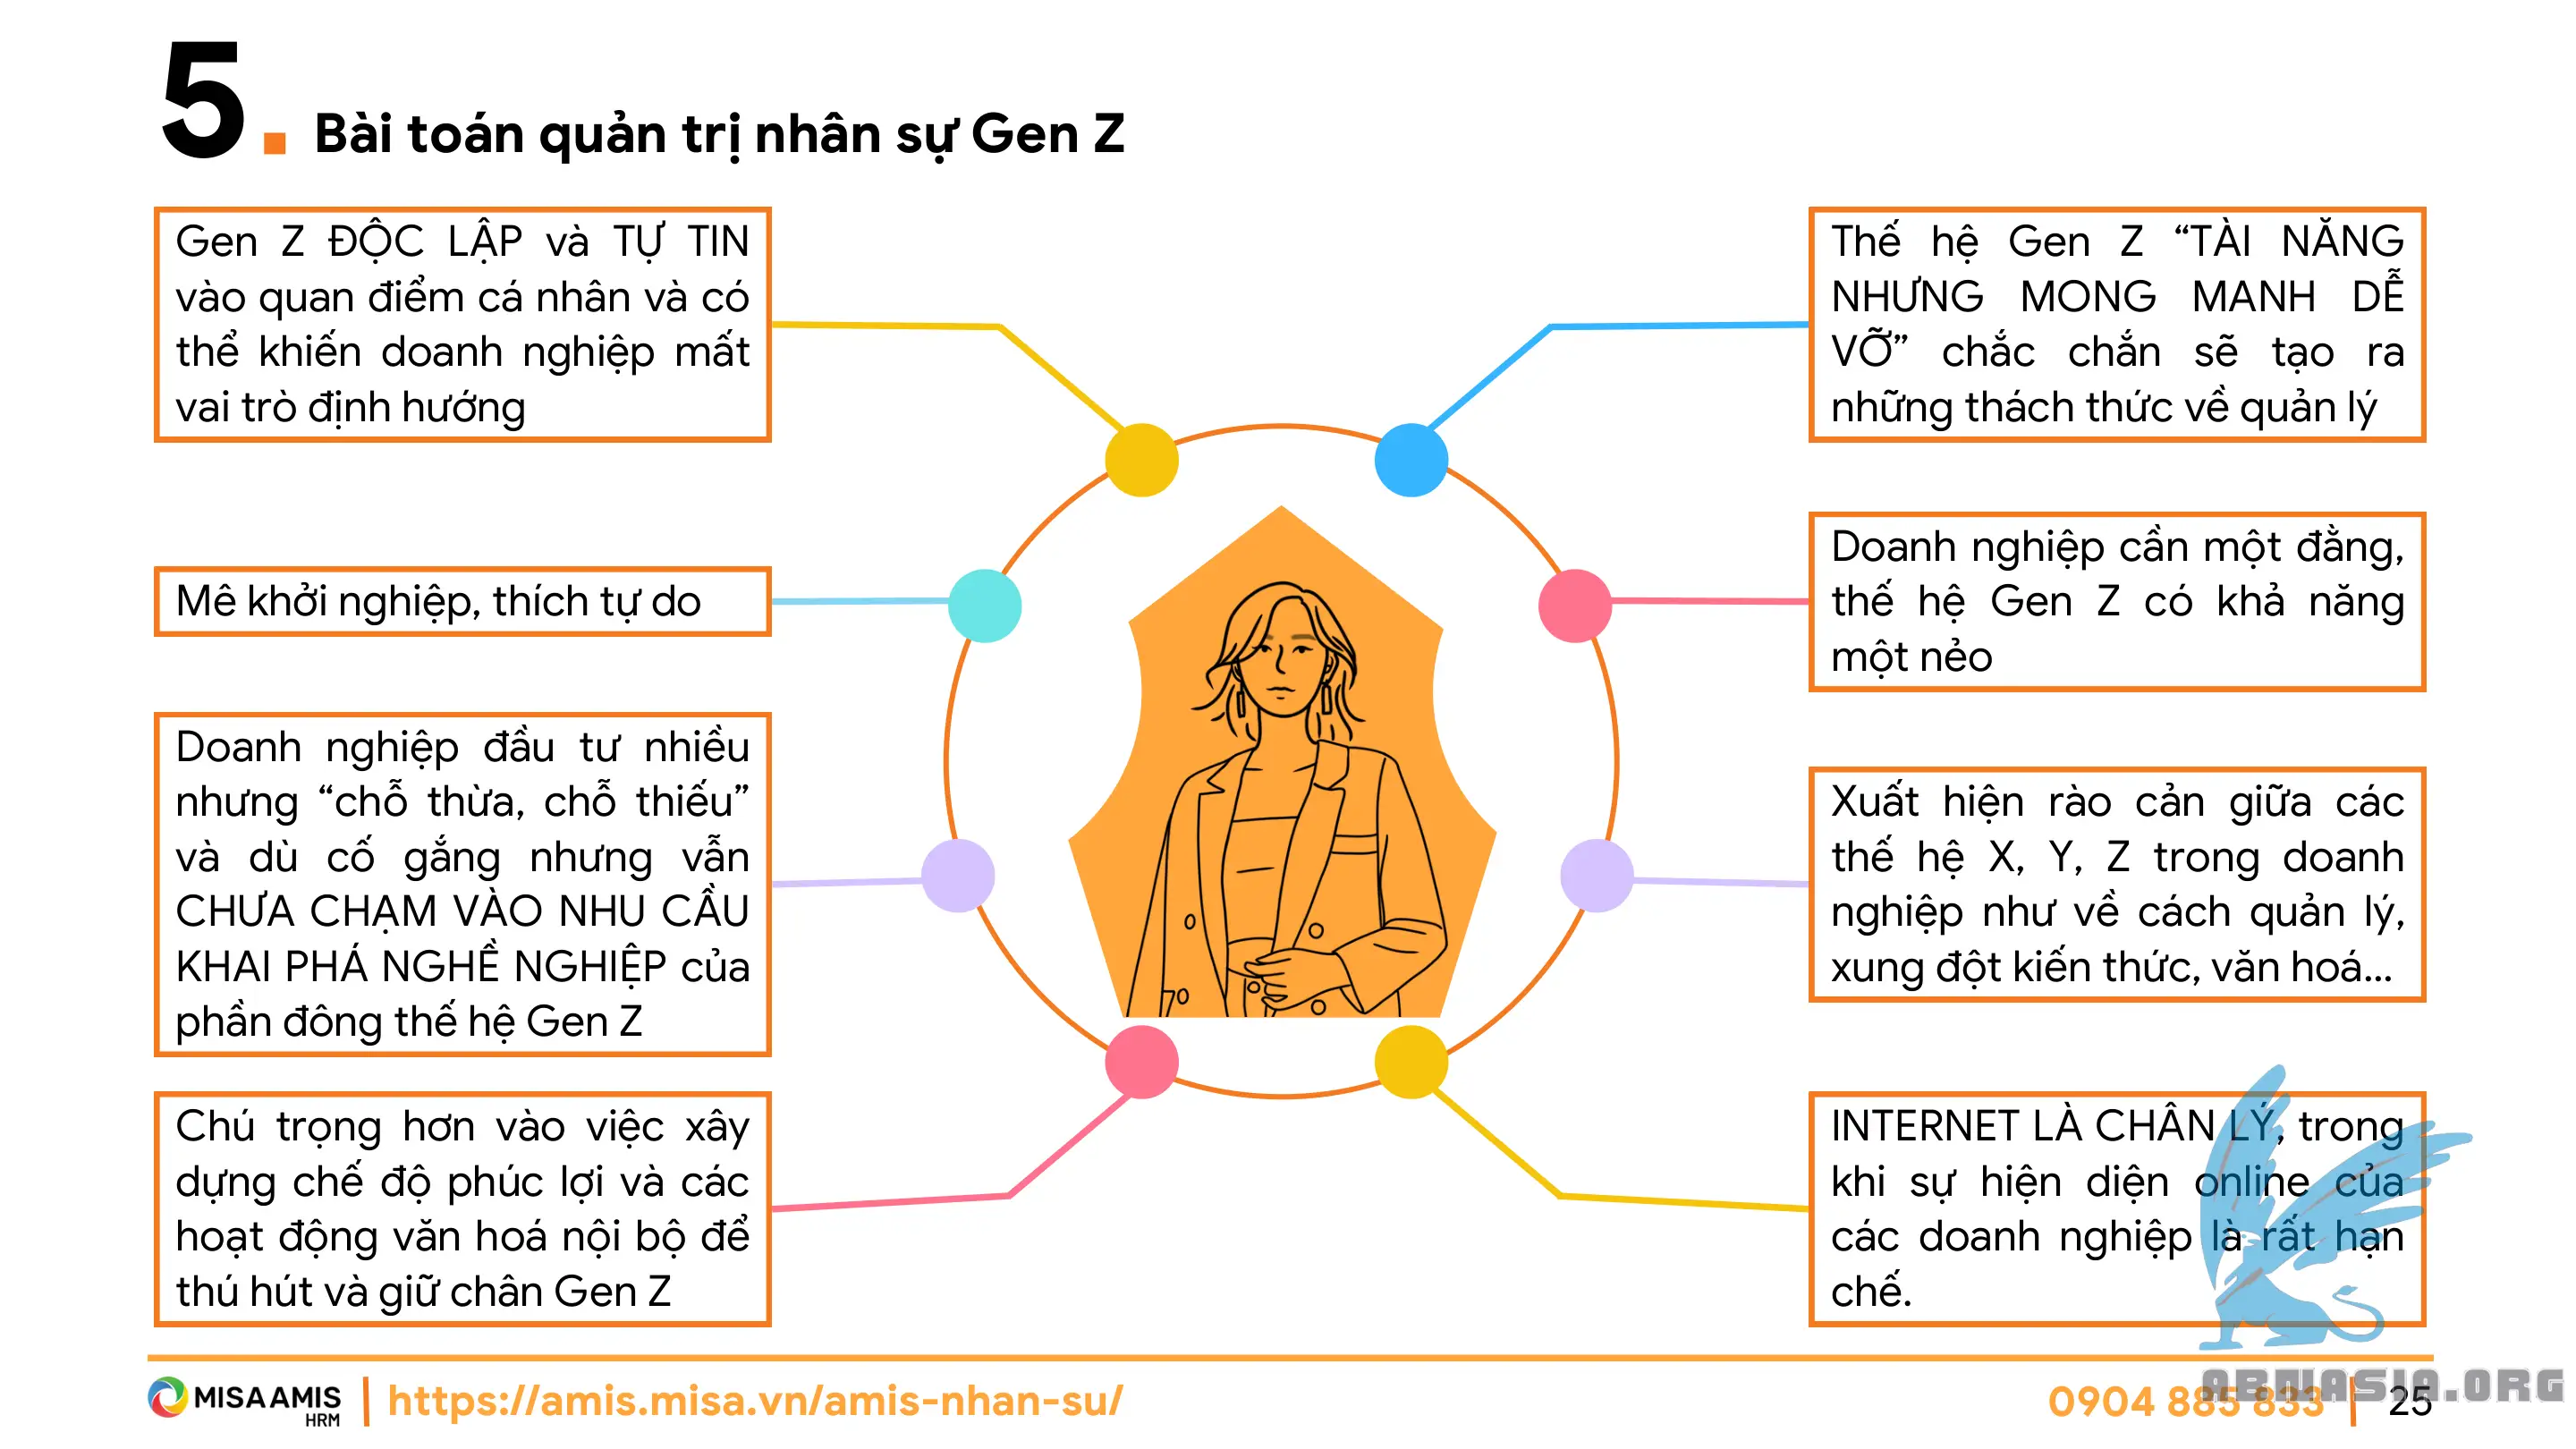 5. Bài toán quản trị nhân sự Gen Z
Gen Z ĐỘC LẬP và TỰ TIN
vào quan điểm cá nhân và có
thể khiến doanh nghiệp mất
vai trò định hướng
Mê khởi nghiệp, thích tự do
Doanh nghiệp đầu tư nhiều
nhưng “chỗ thừa, chỗ thiếu”
và dù cố gắng nhưng vẫn
CHƯA CHẠM VÀO NHU CẦU
KHAI PHÁ NGHỀ NGHIỆP của
phần đông thế hệ Gen Z
Chú trọng hơn vào việc xây
dựng chế độ phúc lợi và các
hoạt động văn hoá nội bộ để
thú hút và giữ chân Gen Z
Thế hệ Gen Z “TÀI NĂNG
NHƯNG MONG MANH DỄ
VỠ” chắc chắn sẽ tạo ra
những thách thức về quản lý
Doanh nghiệp cần một đằng,
thế hệ Gen Z có khả năng
một nẻo
Xuất hiện rào cản giữa các
thế hệ X, Y, Z trong doanh
nghiệp như về cách quản lý,
xung đột kiến thức, văn hoá...
INTERNET LÀ CHÂN LÝ, trong
khi sự hiện diện online của
các doanh nghiệp là rất hạn
chế.
MISA AMIS
HRM
https://amis.misa.vn/amis-nhan-su/
0904 885 833
25
ABNASIA.ORG